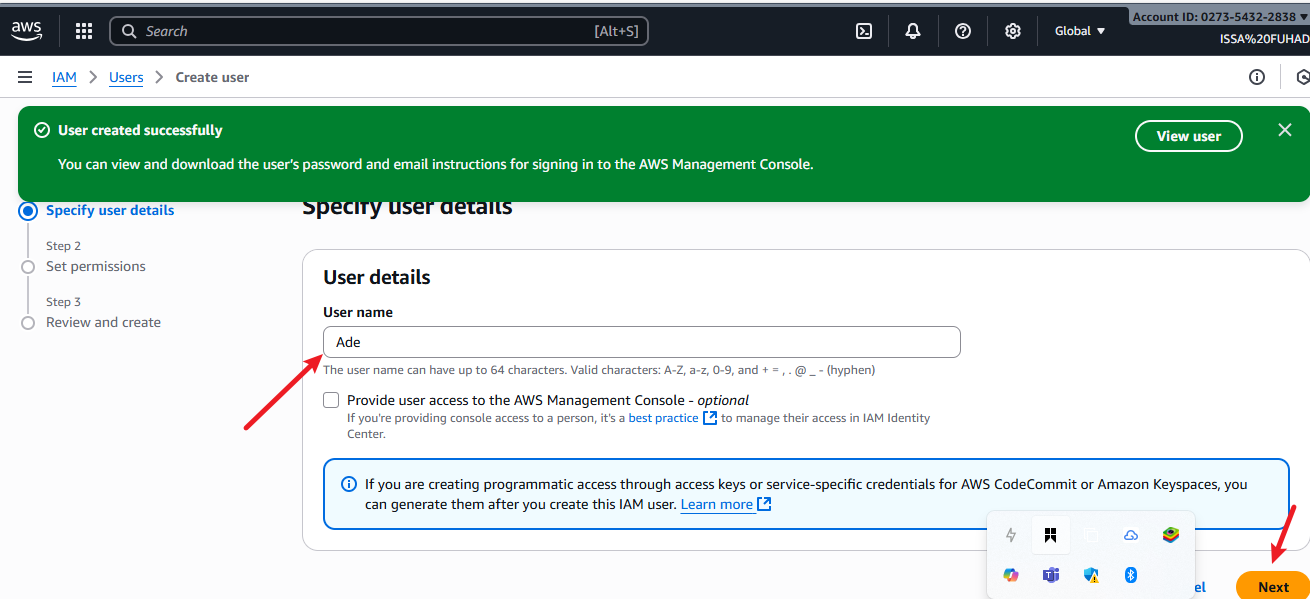 aws
Search
[Alt+S]
Global
Account ID: 0273-5432-2838
ISSA%20FUHAD
IAM
Users
Create user
User created successfully
You can view and download the user's password and email instructions for signing in to the AWS Management Console.
View user
Specify user details
Step 2
Set permissions
Step 3
Review and create
Specify user details
User details
User name
Ade
The user name can have up to 64 characters. Valid characters: A-Z, a-z, 0-9, and + = , . @ _ - (hyphen)
Provide user access to the AWS Management Console - optional
If you're providing console access to a person, it's a best practice to manage their access in IAM Identity
Center.
If you are creating programmatic access through access keys or service-specific credentials for AWS CodeCommit or Amazon Keyspaces, you
can generate them after you create this IAM user. Learn more
Next